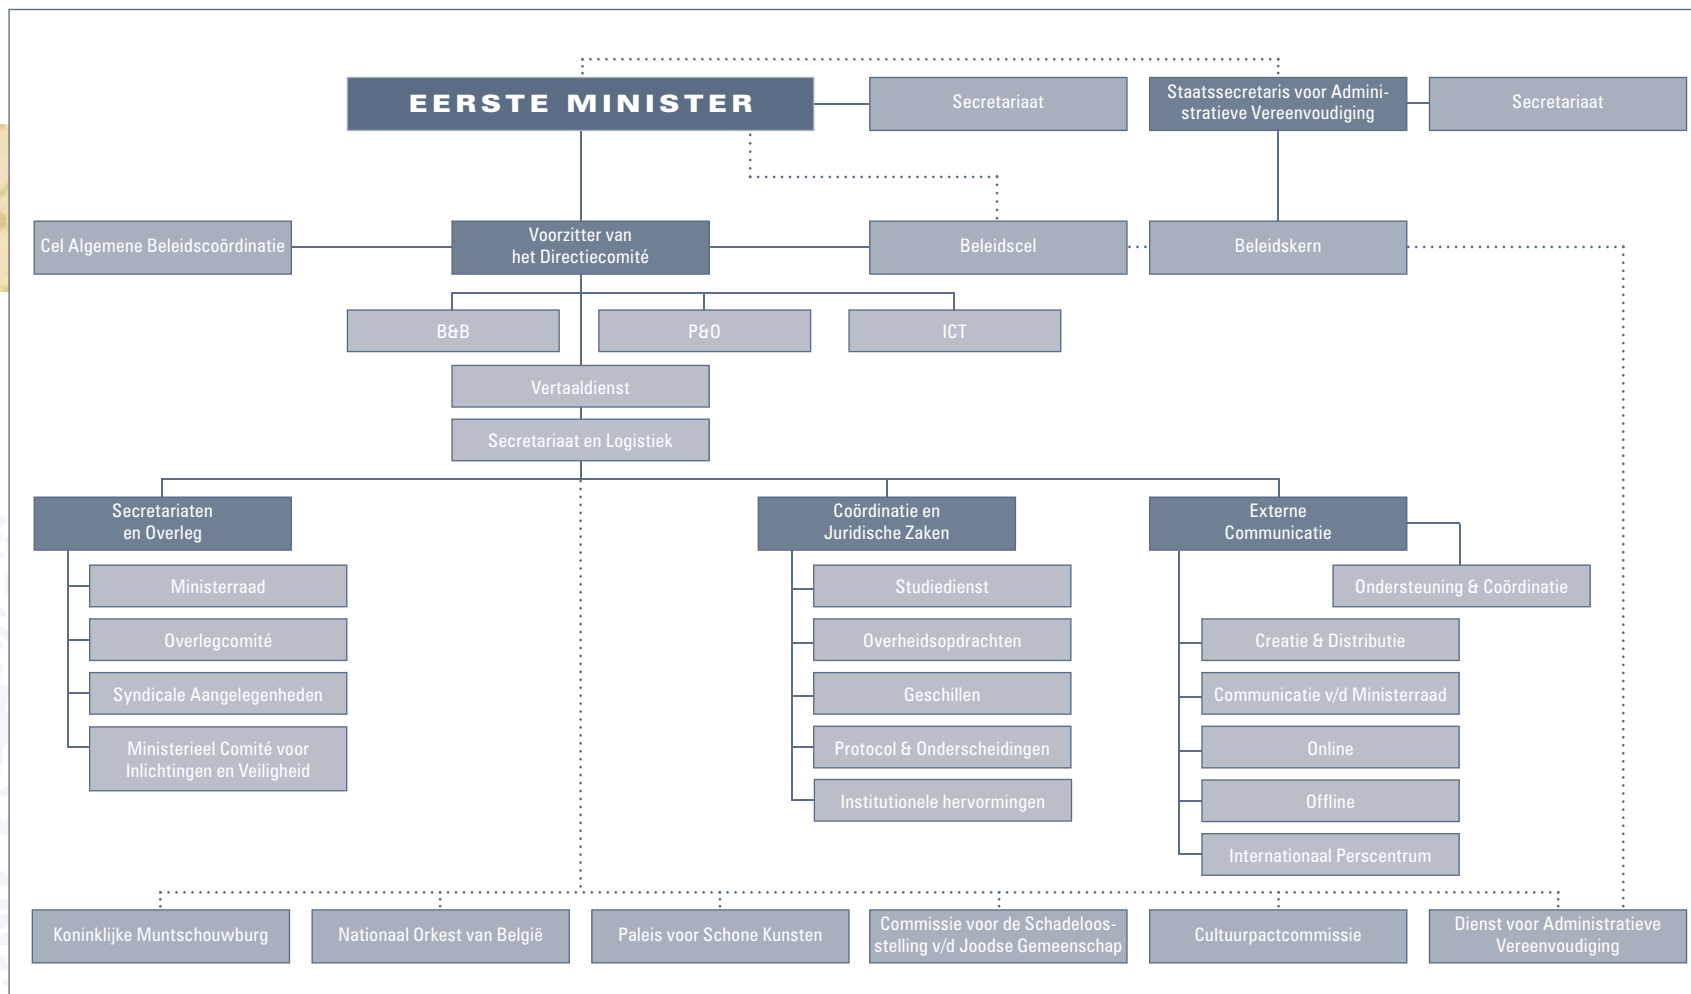 EERSTE MINISTER
Secretariaat
Staatssecretaris voor Admini-
stratieve Vereenvoudiging
Secretariaat
Cel Algemene Beleidscoördinatie
Voorzitter van
het Directiecomité
Beleidscel
Beleidskern
B&B
P&O
ICT
Vertaaldienst
Secretariaat en Logistiek
Secretariaten
en Overleg
Ministerraad
Overlegcomité
Syndicale Aangelegenheden
Ministerieel Comité voor
Inlichtingen en Veiligheid
Coördinatie en
Juridische Zaken
Studiedienst
Overheidsopdrachten
Geschillen
Protocol & Onderscheidingen
Institutionele hervormingen
Externe
Communicatie
Ondersteuning & Coördinatie
Creatie & Distributie
Communicatie v/d Ministerraad
Online
Offline
Internationaal Perscentrum
Koninklijke Muntschouwburg
Nationaal Orkest van België
Paleis voor Schone Kunsten
Commissie voor de Schadeloos-
stelling v/d Joodse Gemeenschap
Cultuurpactcommissie
Dienst voor Administratieve
Vereenvoudiging